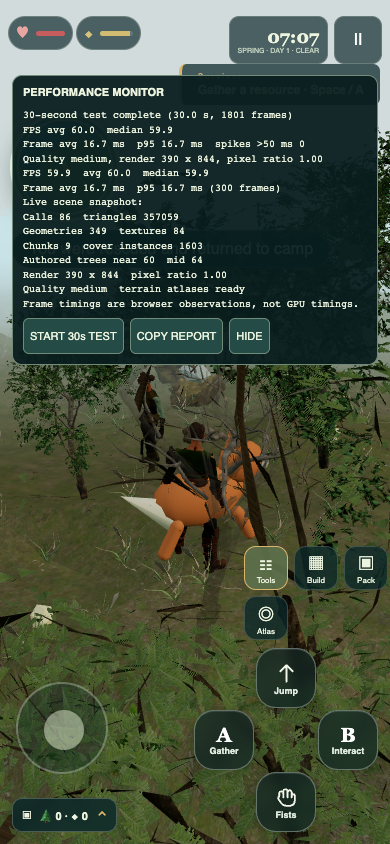 07:07
SPRING · DAY 1 · CLEAR
PERFORMANCE MONITOR
30-second test complete (30.0 s, 1801 frames)
FPS avg 60.0  median 59.9
Frame avg 16.7 ms  p95 16.7 ms  spikes >50 ms 0
Quality medium, render 390 x 844, pixel ratio 1.00
FPS 59.9  avg 60.0  median 59.9
Frame avg 16.7 ms  p95 16.7 ms (300 frames)
Live scene snapshot:
Calls 86  triangles 357059
Geometries 349  textures 84
Chunks 9  cover instances 1603
Authored trees near 60  mid 64
Render 390 x 844  pixel ratio 1.00
Quality medium  terrain atlases ready
Frame timings are browser observations, not GPU timings.
Gather a resource · Space / A
turned to camp
START 30s TEST
COPY REPORT
HIDE
Tools
Build
Pack
Atlas
Jump
A
Gather
B
Interact
Fists
0 · ◆ 0